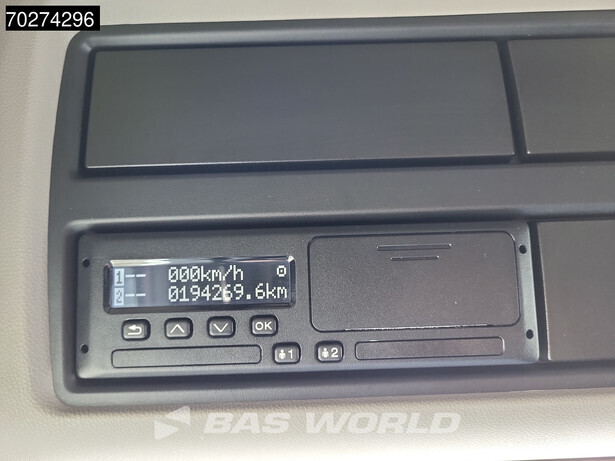 70274296
1-- 000km/h
2-- 0194269.6km
OK
1 2
BAS WORLD